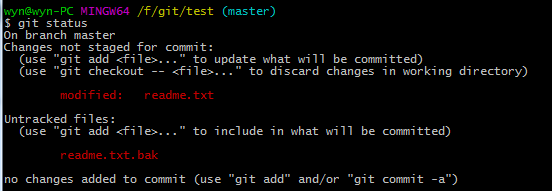 wyn@wyn-PC MINGW64 /f/git/test (master)
$ git status
On branch master
Changes not staged for commit:
  (use "git add <file>..." to update what will be committed)
  (use "git checkout -- <file>..." to discard changes in working directory)

        modified:   readme.txt

Untracked files:
  (use "git add <file>..." to include in what will be committed)

        readme.txt.bak

no changes added to commit (use "git add" and/or "git commit -a")